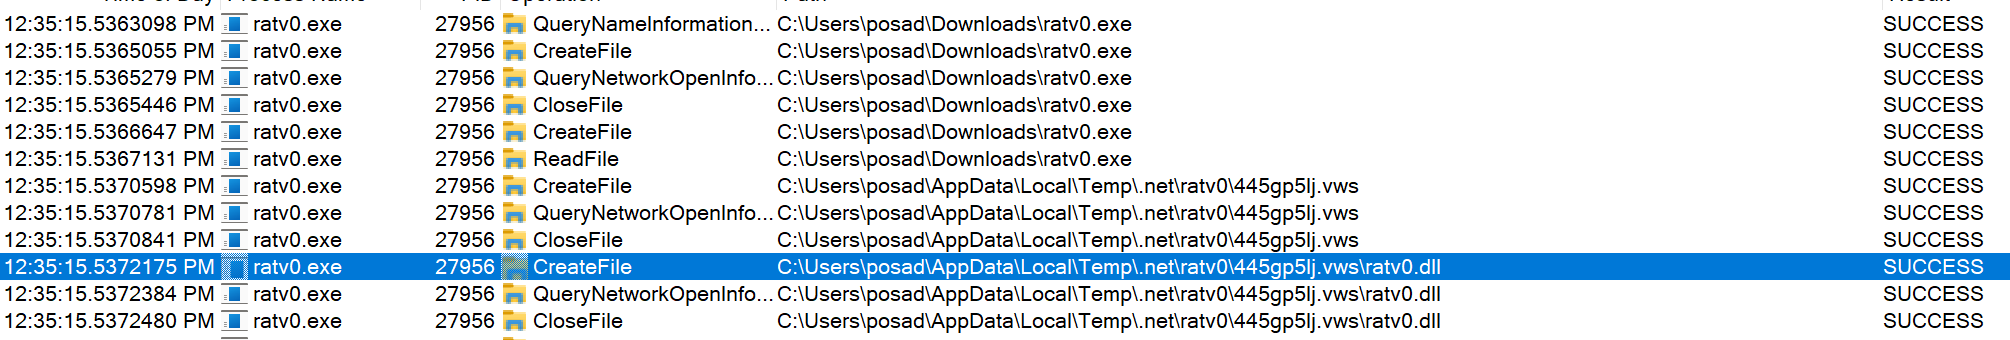 Time of Day Process Name PID Operation Path Result
12:35:15.5363098 PM ratv0.exe 27956 QueryNameInformation... C:\Users\posad\Downloads\ratv0.exe SUCCESS
12:35:15.5365055 PM ratv0.exe 27956 CreateFile C:\Users\posad\Downloads\ratv0.exe SUCCESS
12:35:15.5365279 PM ratv0.exe 27956 QueryNetworkOpenInfo... C:\Users\posad\Downloads\ratv0.exe SUCCESS
12:35:15.5365446 PM ratv0.exe 27956 CloseFile C:\Users\posad\Downloads\ratv0.exe SUCCESS
12:35:15.5366647 PM ratv0.exe 27956 CreateFile C:\Users\posad\Downloads\ratv0.exe SUCCESS
12:35:15.5367131 PM ratv0.exe 27956 ReadFile C:\Users\posad\Downloads\ratv0.exe SUCCESS
12:35:15.5370598 PM ratv0.exe 27956 CreateFile C:\Users\posad\AppData\Local\Temp\.net\ratv0\445gp5lj.vws SUCCESS
12:35:15.5370781 PM ratv0.exe 27956 QueryNetworkOpenInfo... C:\Users\posad\AppData\Local\Temp\.net\ratv0\445gp5lj.vws SUCCESS
12:35:15.5370841 PM ratv0.exe 27956 CloseFile C:\Users\posad\AppData\Local\Temp\.net\ratv0\445gp5lj.vws SUCCESS
12:35:15.5372175 PM ratv0.exe 27956 CreateFile C:\Users\posad\AppData\Local\Temp\.net\ratv0\445gp5lj.vws\ratv0.dll SUCCESS
12:35:15.5372384 PM ratv0.exe 27956 QueryNetworkOpenInfo... C:\Users\posad\AppData\Local\Temp\.net\ratv0\445gp5lj.vws\ratv0.dll SUCCESS
12:35:15.5372480 PM ratv0.exe 27956 CloseFile C:\Users\posad\AppData\Local\Temp\.net\ratv0\445gp5lj.vws\ratv0.dll SUCCESS